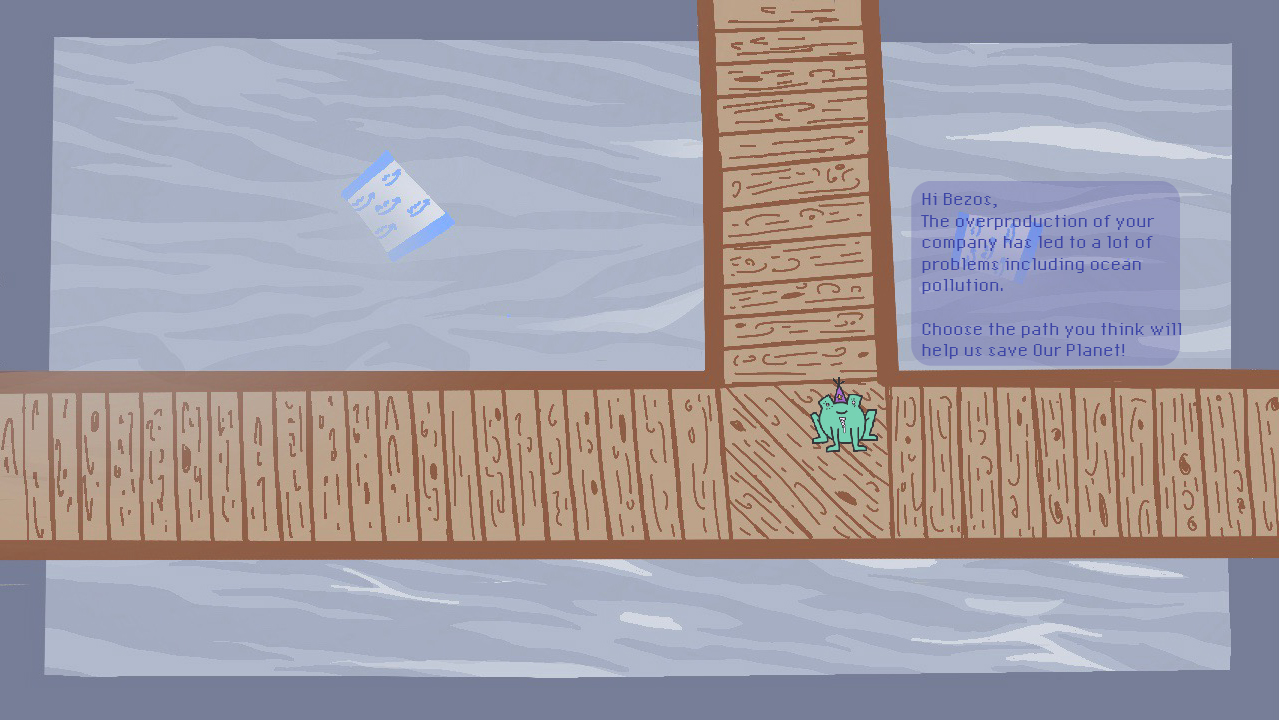 Hi Bezos,
The overproduction of your
company has led to a lot of
problems including ocean
pollution.
Choose the path you think will
help us save Our Planet!